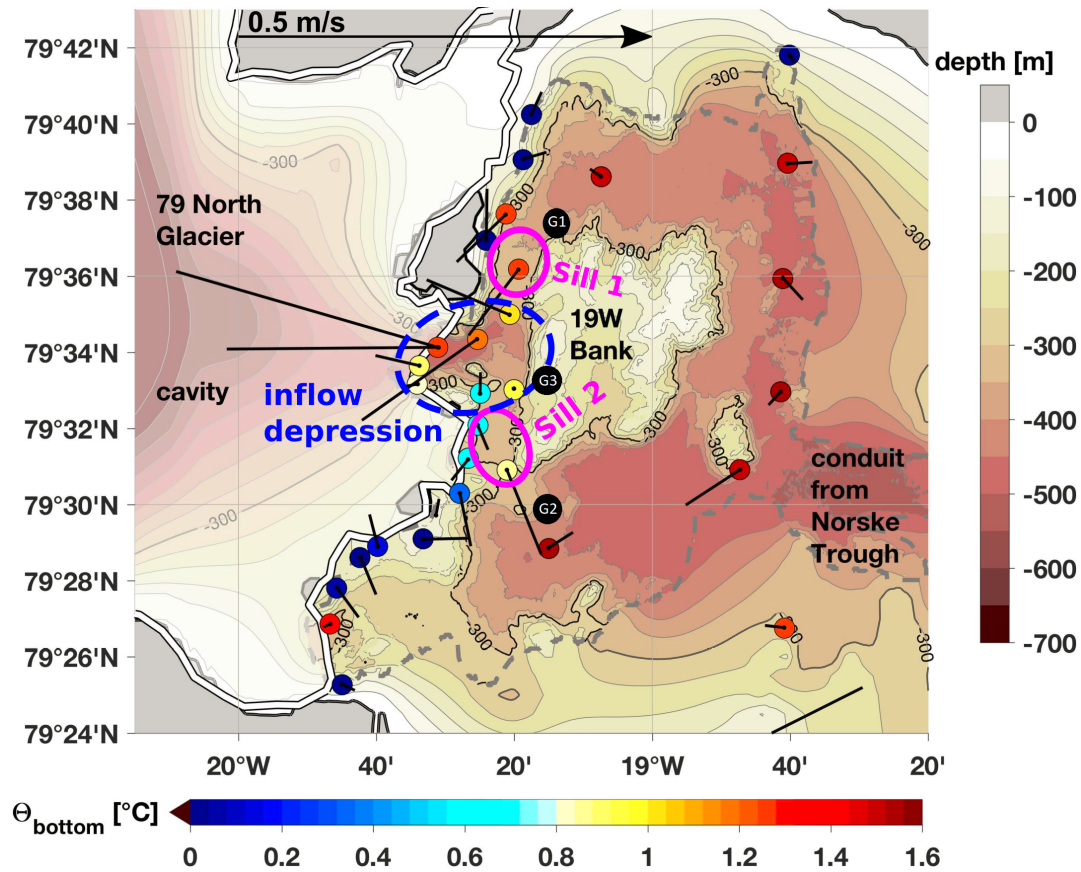 0.5 m/s
79°42'N
79°40'N
79°38'N
79°36'N
79°34'N
79°32'N
79°30'N
79°28'N
79°26'N
79°24'N
20°W
40'
20'
19°W
40'
20'
79 North
Glacier
cavity
inflow
depression
Sill 1
Sill 2
19W
Bank
G1
G3
G2
conduit
from
Norske
Trough
-300
-300
-300
-300
-300
-300
-300
-300
-300
-300
-300
depth [m]
0
-100
-200
-300
-400
-500
-600
-700
Θbottom [°C]
0
0.2
0.4
0.6
0.8
1
1.2
1.4
1.6